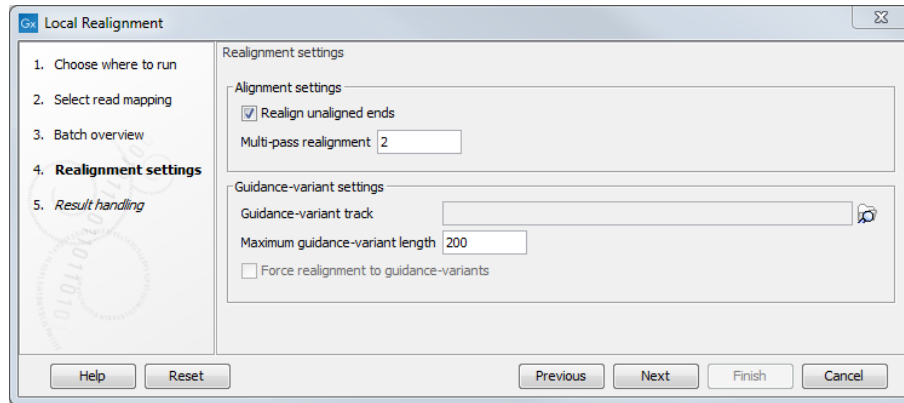 Gx Local Realignment
1. Choose where to run
2. Select read mapping
3. Batch overview
4. Realignment settings
5. Result handling
Realignment settings
Alignment settings
Realign unaligned ends
Multi-pass realignment 2
Guidance-variant settings
Guidance-variant track
Maximum guidance-variant length 200
Force realignment to guidance-variants
Help Reset Previous Next Finish Cancel